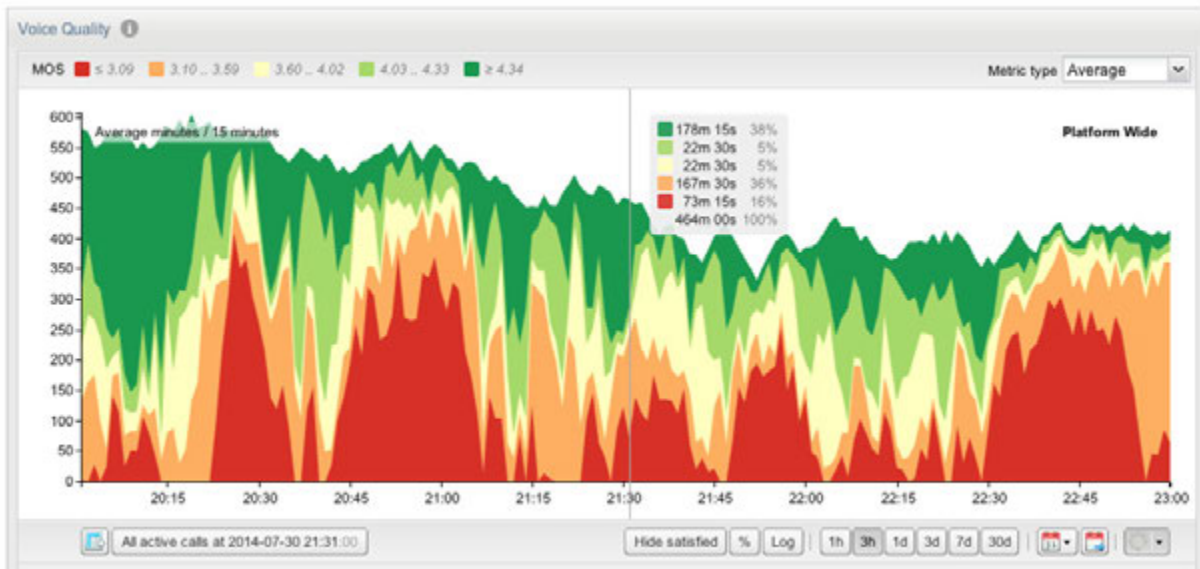 Voice Quality i
MOS ≤ 3.09 3.10 .. 3.59 3.60 .. 4.02 4.03 .. 4.33 ≥ 4.34
Metric type Average
Average minutes / 15 minutes
Platform Wide
178m 15s 38%
22m 30s 5%
22m 30s 5%
167m 30s 36%
73m 15s 16%
464m 00s 100%
600
550
500
450
400
350
300
250
200
150
100
50
0
20:15 20:30 20:45 21:00 21:15 21:30 21:45 22:00 22:15 22:30 22:45 23:00
All active calls at 2014-07-30 21:31:00
Hide satisfied % Log 1h 3h 1d 3d 7d 30d